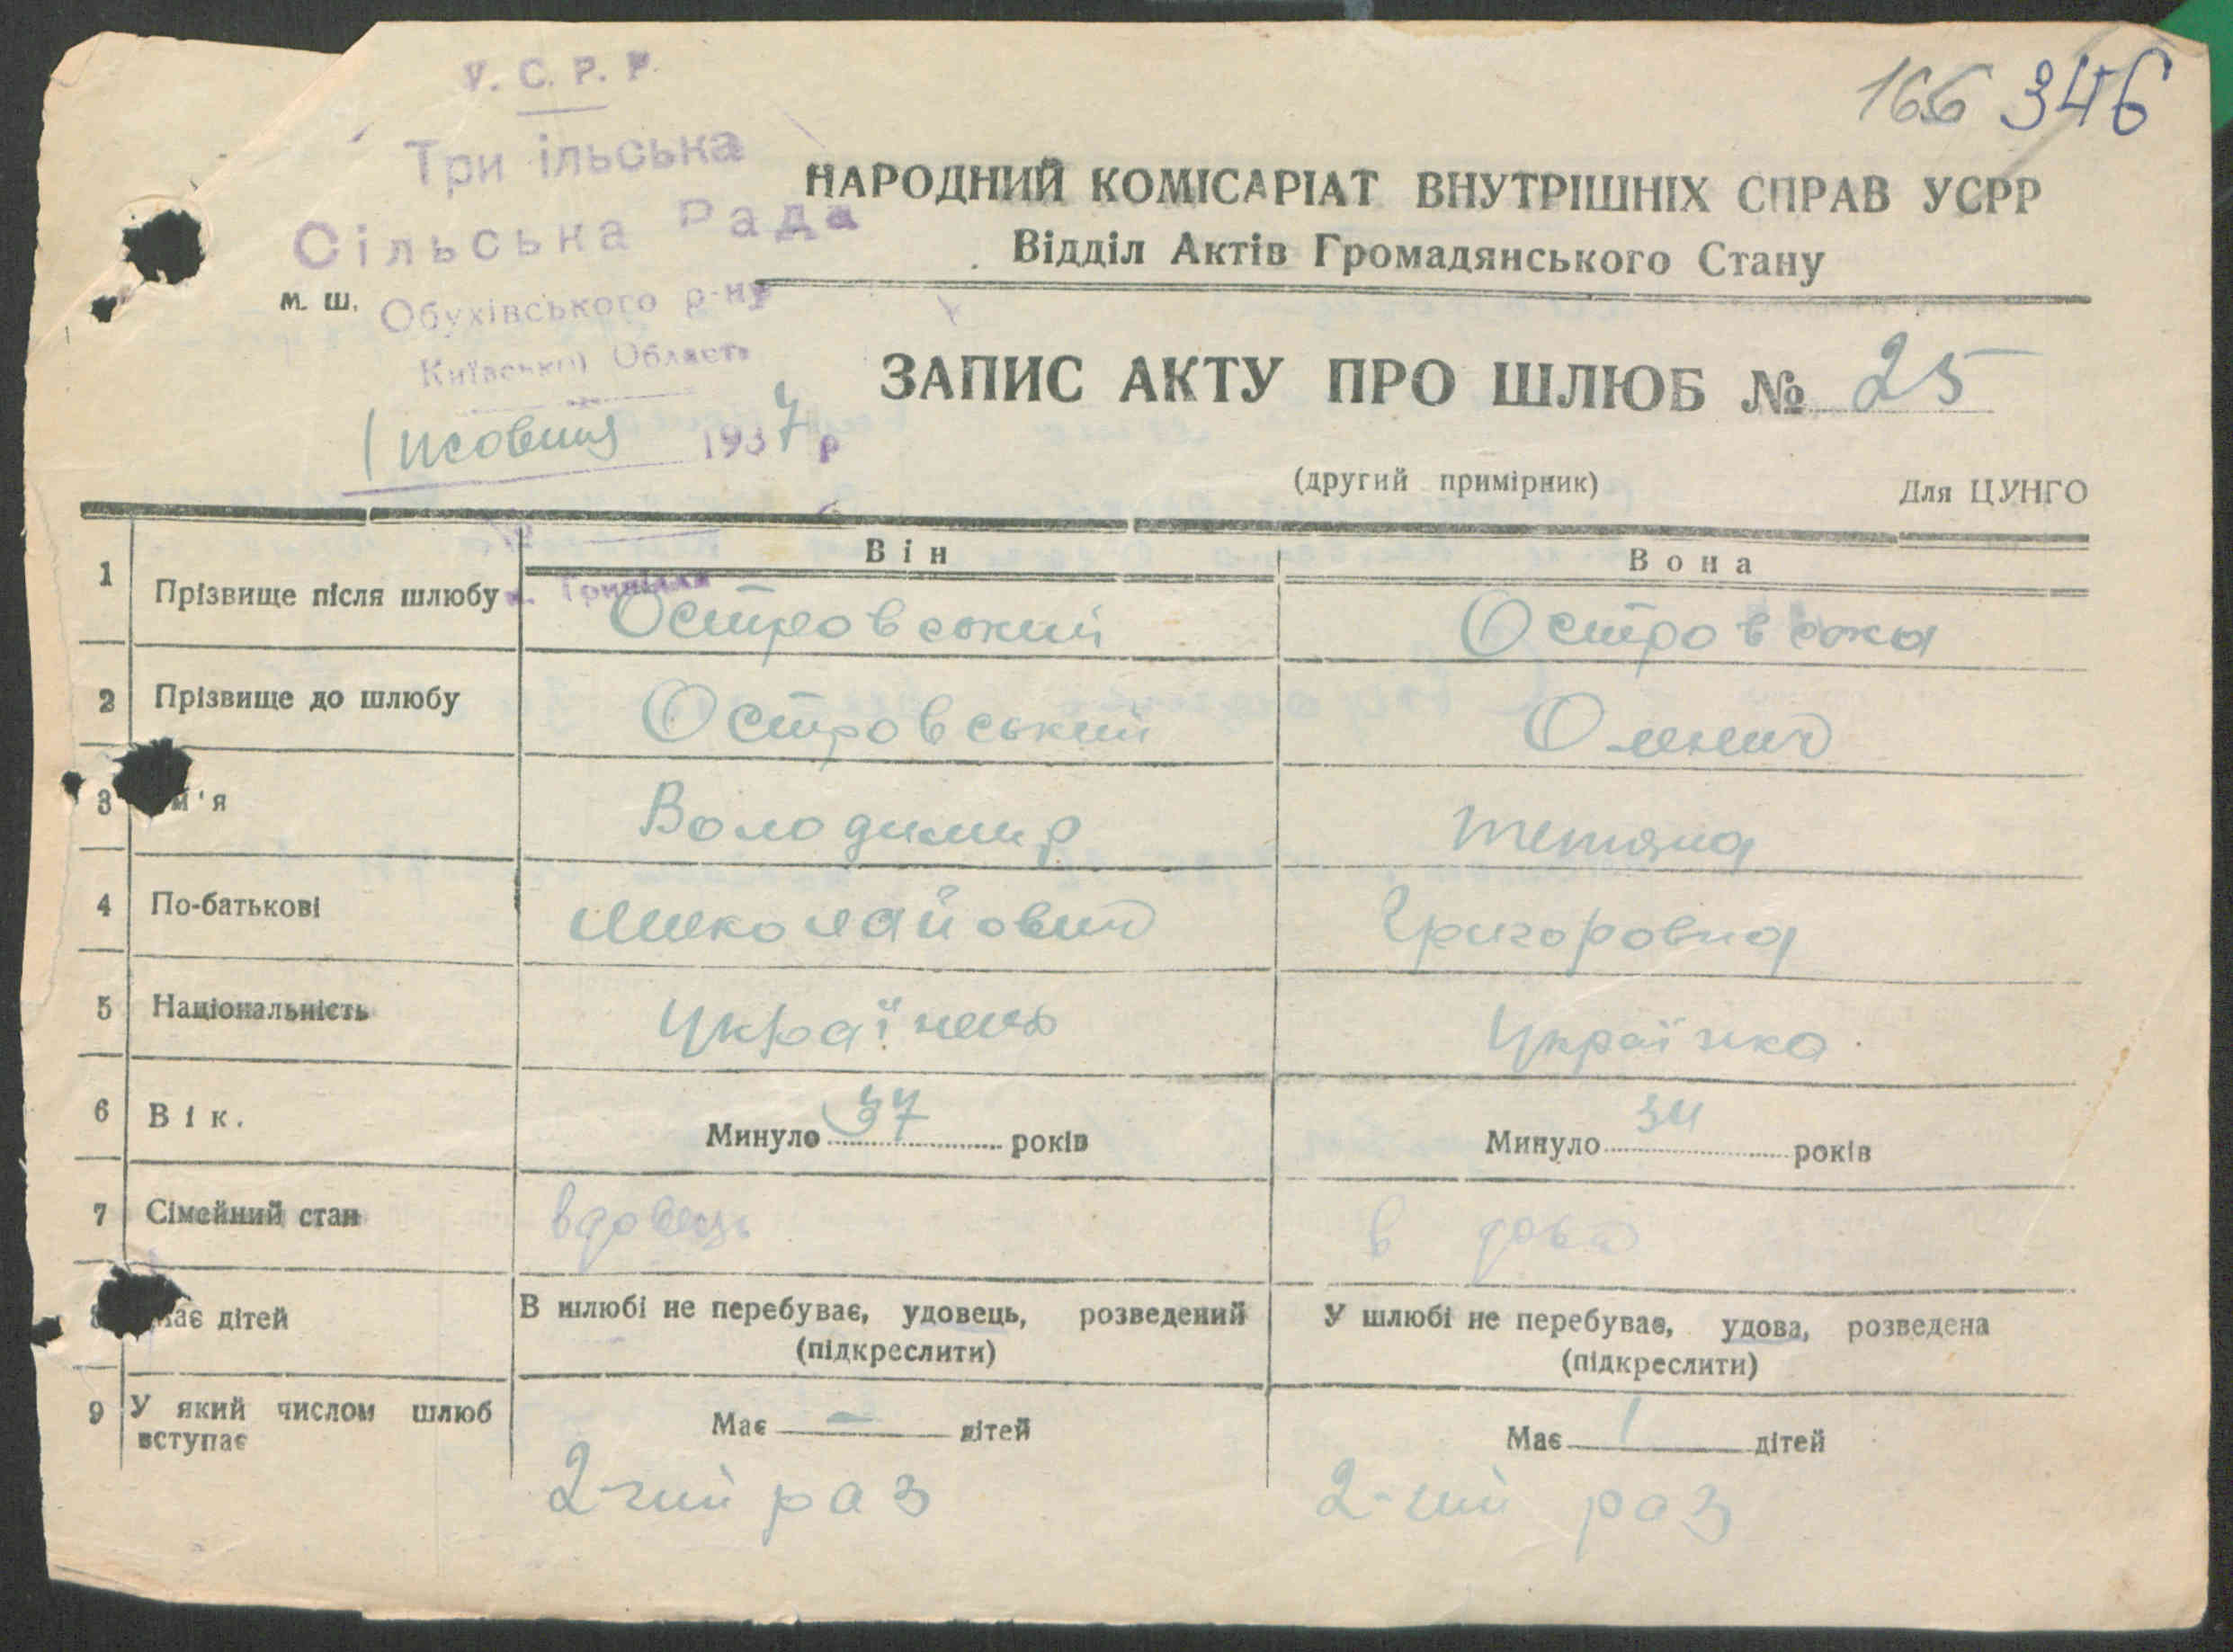 166 346
У. С. Р. Р.
Три ільська
Сільська Рада
Обухівського р-ну
Київської Області
м. ш.
1 жовтня 1937 р
НАРОДНИЙ КОМІСАРІАТ ВНУТРІШНІХ СПРАВ УСРР
Відділ Актів Громадянського Стану
ЗАПИС АКТУ ПРО ШЛЮБ № 25
(другий примірник) Для ЦУНГО
Він Вона
1 Прізвище після шлюбу Островський Островська
2 Прізвище до шлюбу Островський
3 м'я Володимир Тетяна
4 По-батькові Миколайович Григоровна
5 Національність Українець Українка
6 Вік. Минуло 37 років Минуло 34 років
7 Сімейний стан вдовець вдова
8 має дітей В шлюбі не перебуває, удовець, розведений У шлюбі не перебуває, удова, розведена
(підкреслити) (підкреслити)
9 У який числом шлюб вступає Має — дітей Має 1 дітей
2-гий раз 2-гий раз